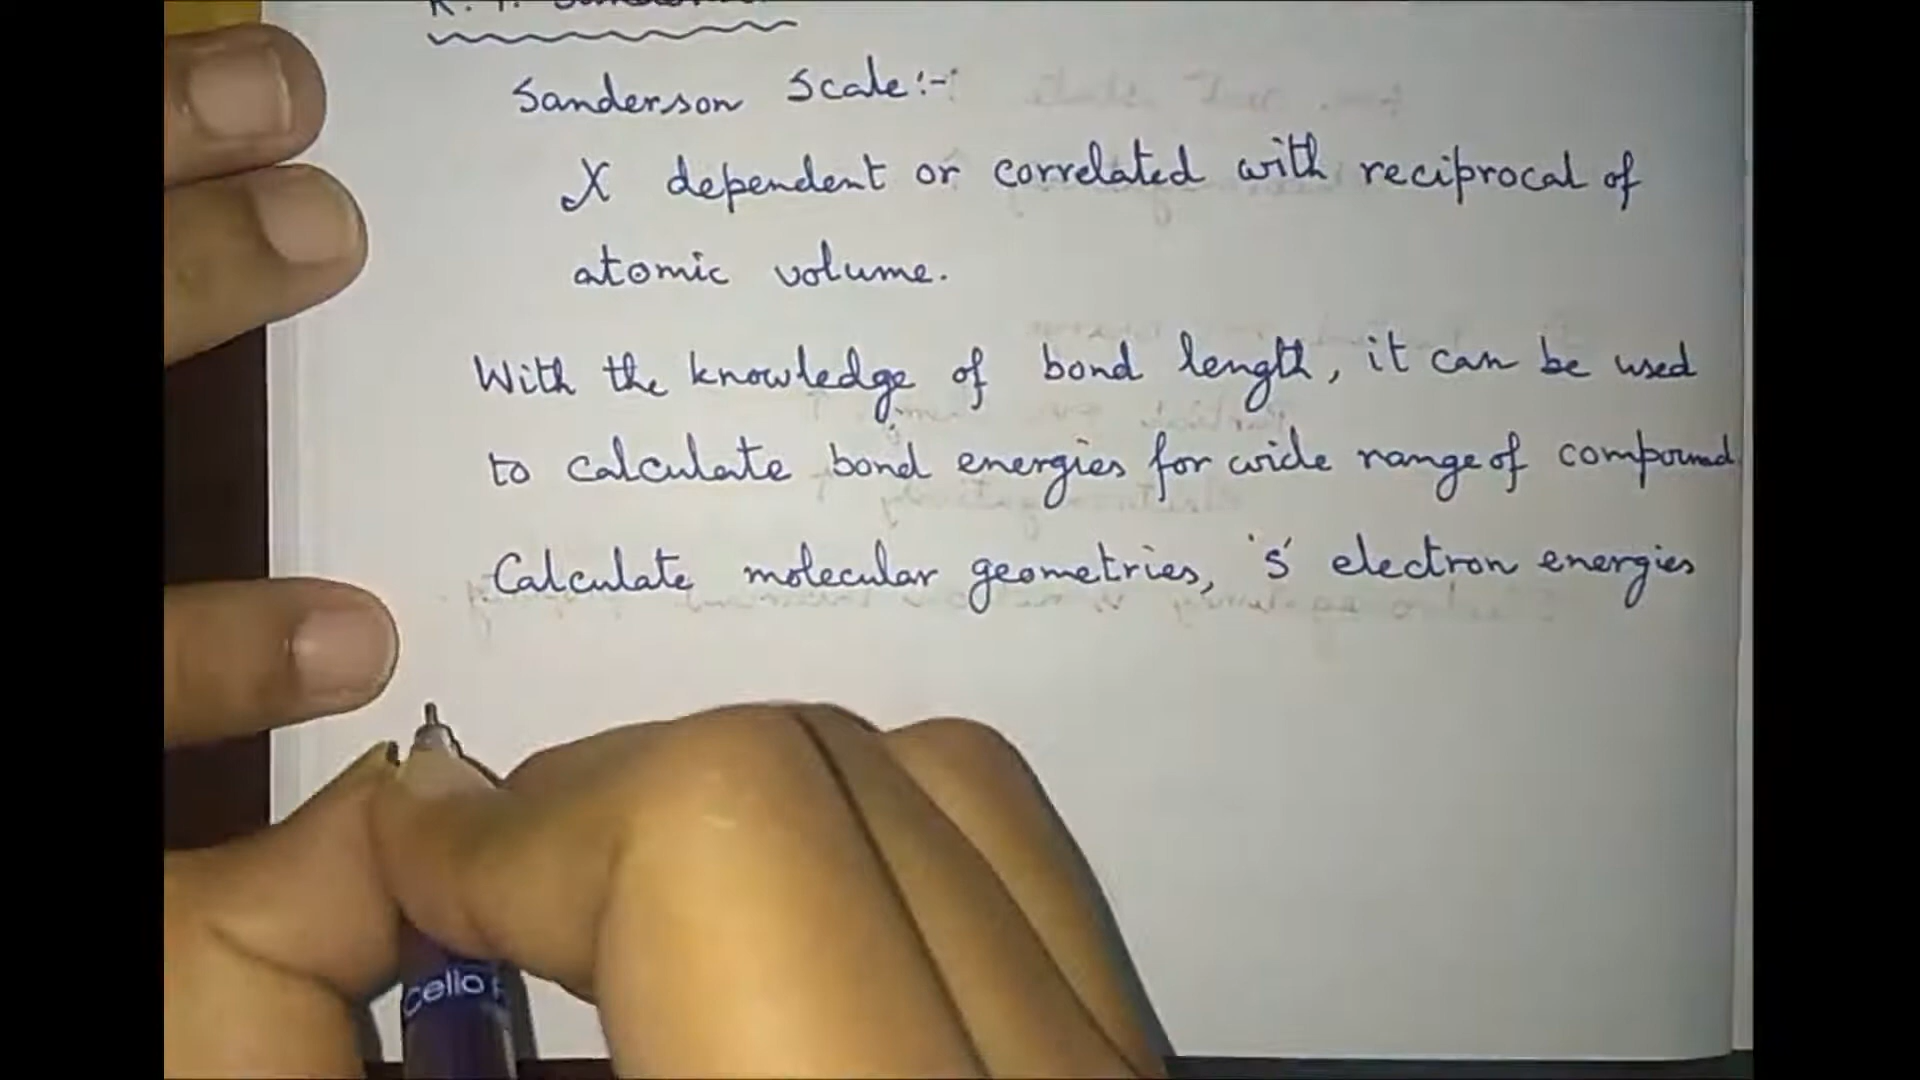 Sanderson Scale:-
X dependent or correlated with reciprocal of
atomic volume.
With the knowledge of bond length, it can be used
to calculate bond energies for wide range of compound
Calculate molecular geometries, 's' electron energies
cello